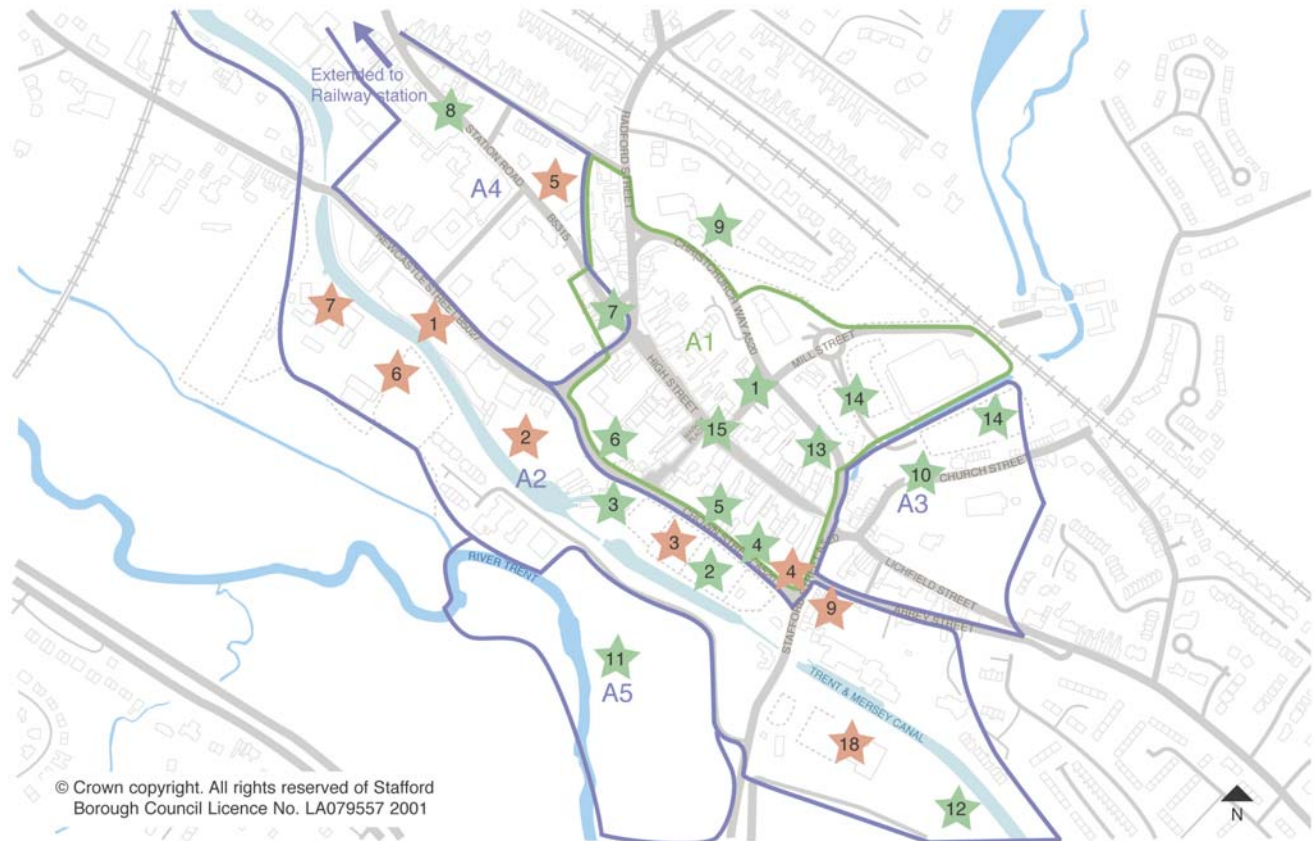 Extended to
Railway station
8
STATION ROAD
RADFORD STREET
5
A4
9
B5315
CHRISTCHURCH WAY A520
NEWCASTLE STREET B5027
7
1
7
A1
MILL STREET
HIGH STREET
6
1
14
15
14
2
6
13
A2
10
CHURCH STREET
A3
3
5
3
4
2
4
LICHFIELD STREET
RIVER TRENT
9
ABBEY STREET
STAFFORD
11
A5
TRENT & MERSEY CANAL
18
12
© Crown copyright. All rights reserved of Stafford
Borough Council Licence No. LA079557 2001
N